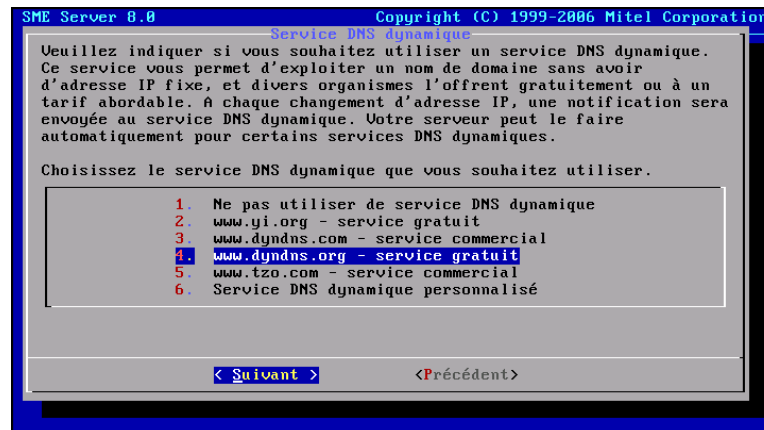 SME Server 8.0 Copyright (C) 1999-2006 Mitel Corporation
Service DNS dynamique
Veuillez indiquer si vous souhaitez utiliser un service DNS dynamique.
Ce service vous permet d'exploiter un nom de domaine sans avoir
d'adresse IP fixe, et divers organismes l'offrent gratuitement ou à un
tarif abordable. A chaque changement d'adresse IP, une notification sera
envoyée au service DNS dynamique. Votre serveur peut le faire
automatiquement pour certains services DNS dynamiques.
Choisissez le service DNS dynamique que vous souhaitez utiliser.
1. Ne pas utiliser de service DNS dynamique
2. www.yi.org - service gratuit
3. www.dyndns.com - service commercial
4. www.dyndns.org - service gratuit
5. www.tzo.com - service commercial
6. Service DNS dynamique personnalisé
< Suivant > <Précédent>